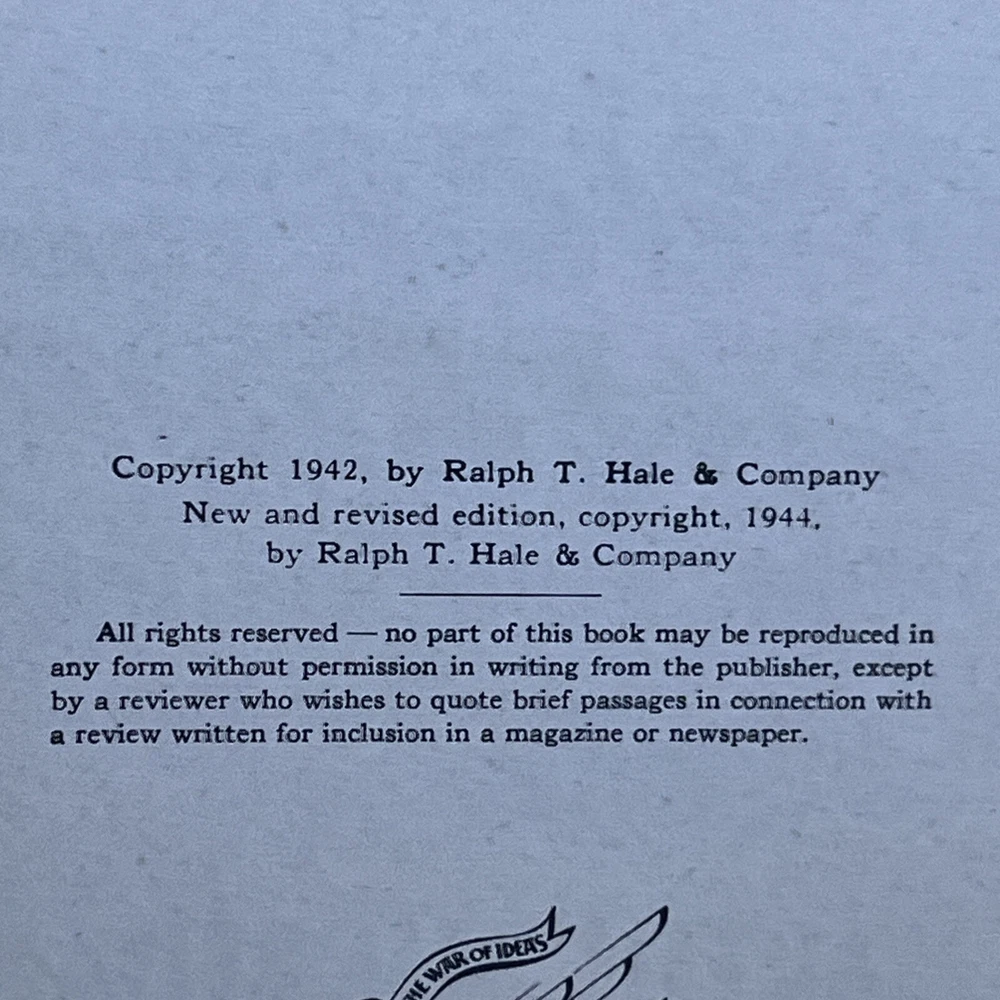 Copyright 1942, by Ralph T. Hale & Company
New and revised edition, copyright, 1944,
by Ralph T. Hale & Company
All rights reserved — no part of this book may be reproduced in
any form without permission in writing from the publisher, except
by a reviewer who wishes to quote brief passages in connection with
a review written for inclusion in a magazine or newspaper.
WAR OF IDEAS